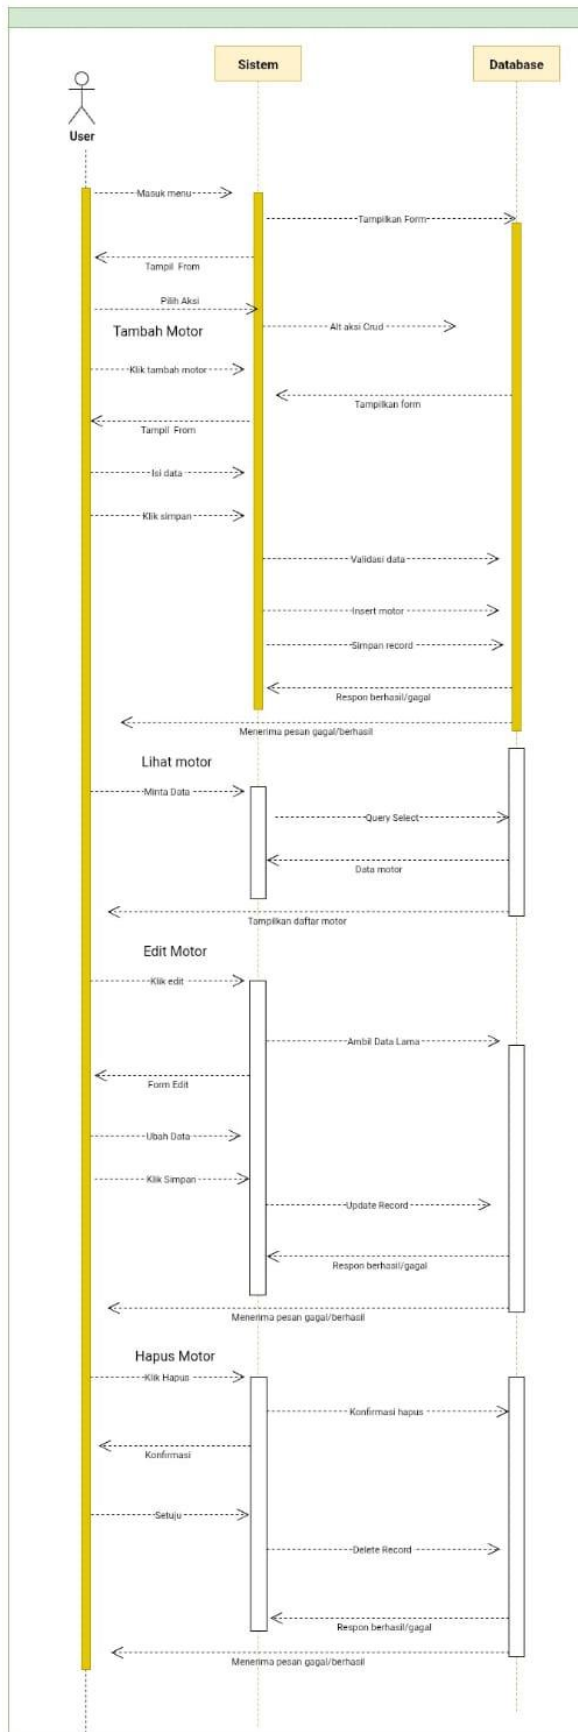 Sistem
Database
User
Masuk menu
Tampilkan Form
Tampil From
Pilih Aksi
Alt aksi Crud
Tambah Motor
Klik tambah motor
Tampilkan form
Tampil From
Isi data
Klik simpan
Validasi data
Insert motor
Simpan record
Respon berhasil/gagal
Menerima pesan gagal/berhasil
Lihat motor
Minta Data
Query Select
Data motor
Tampilkan daftar motor
Edit Motor
Klik edit
Ambil Data Lama
Form Edit
Ubah Data
Klik Simpan
Update Record
Respon berhasil/gagal
Menerima pesan gagal/berhasil
Hapus Motor
Klik Hapus
Konfirmasi hapus
Konfirmasi
Setuju
Delete Record
Respon berhasil/gagal
Menerima pesan gagal/berhasil